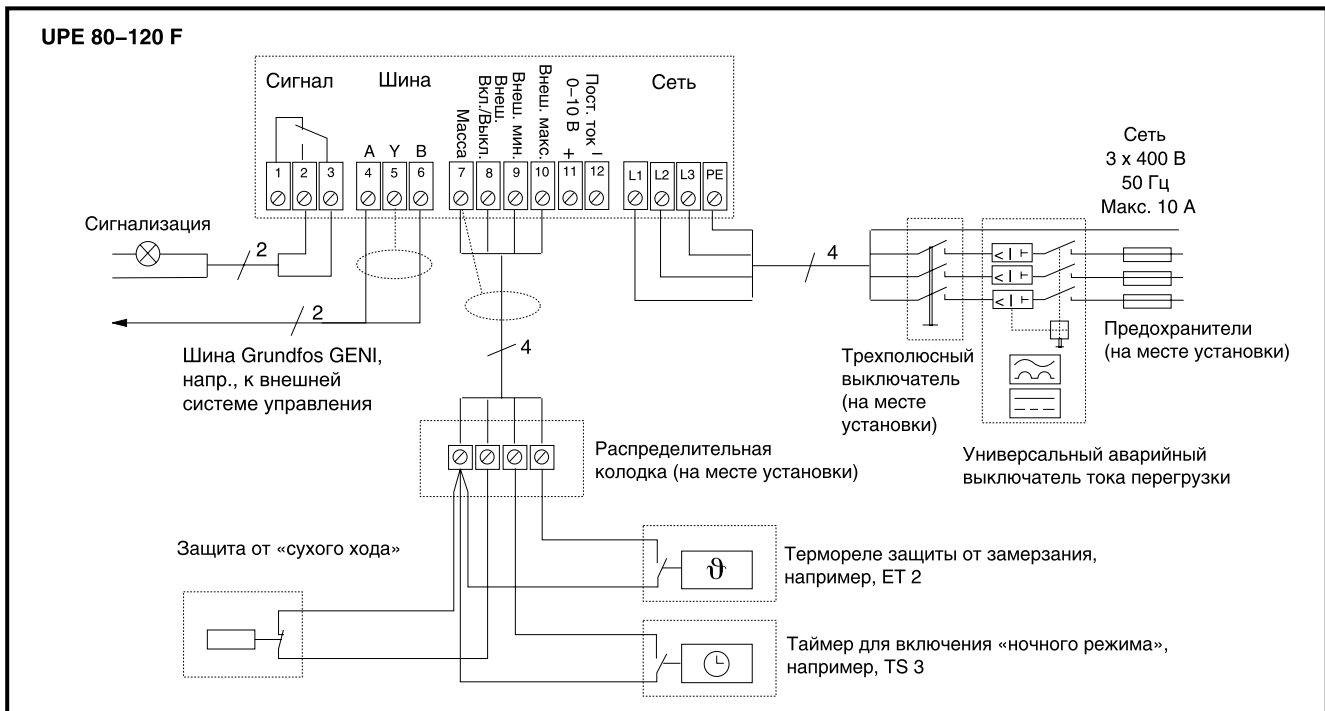 UPE 80–120 F
Сигнал
Шина
Масса
Внеш.
Вкл./Выкл.
Внеш. мин.
Внеш. макс.
0–10 В
+
Пост. ток
–
Сеть
A
Y
B
1
2
3
4
5
6
7
8
9
10
11
12
L1
L2
L3
PE
Сеть
3 x 400 В
50 Гц
Макс. 10 А
Сигнализация
2
2
4
4
Шина Grundfos GENI,
напр., к внешней
системе управления
Трехполюсный
выключатель
(на месте
установки)
< I
< I
< I
Предохранители
(на месте установки)
Универсальный аварийный
выключатель тока перегрузки
Распределительная
колодка (на месте установки)
Защита от «сухого хода»
ϑ
Термореле защиты от замерзания,
например, ET 2
Таймер для включения «ночного режима»,
например, TS 3